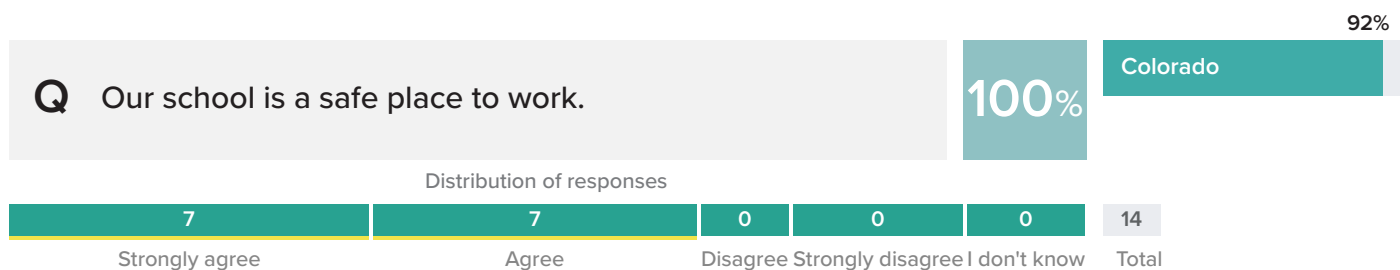 92%
Q Our school is a safe place to work.
100%
Colorado
Distribution of responses
7 7 0 0 0 14
Strongly agree Agree Disagree Strongly disagree I don't know Total